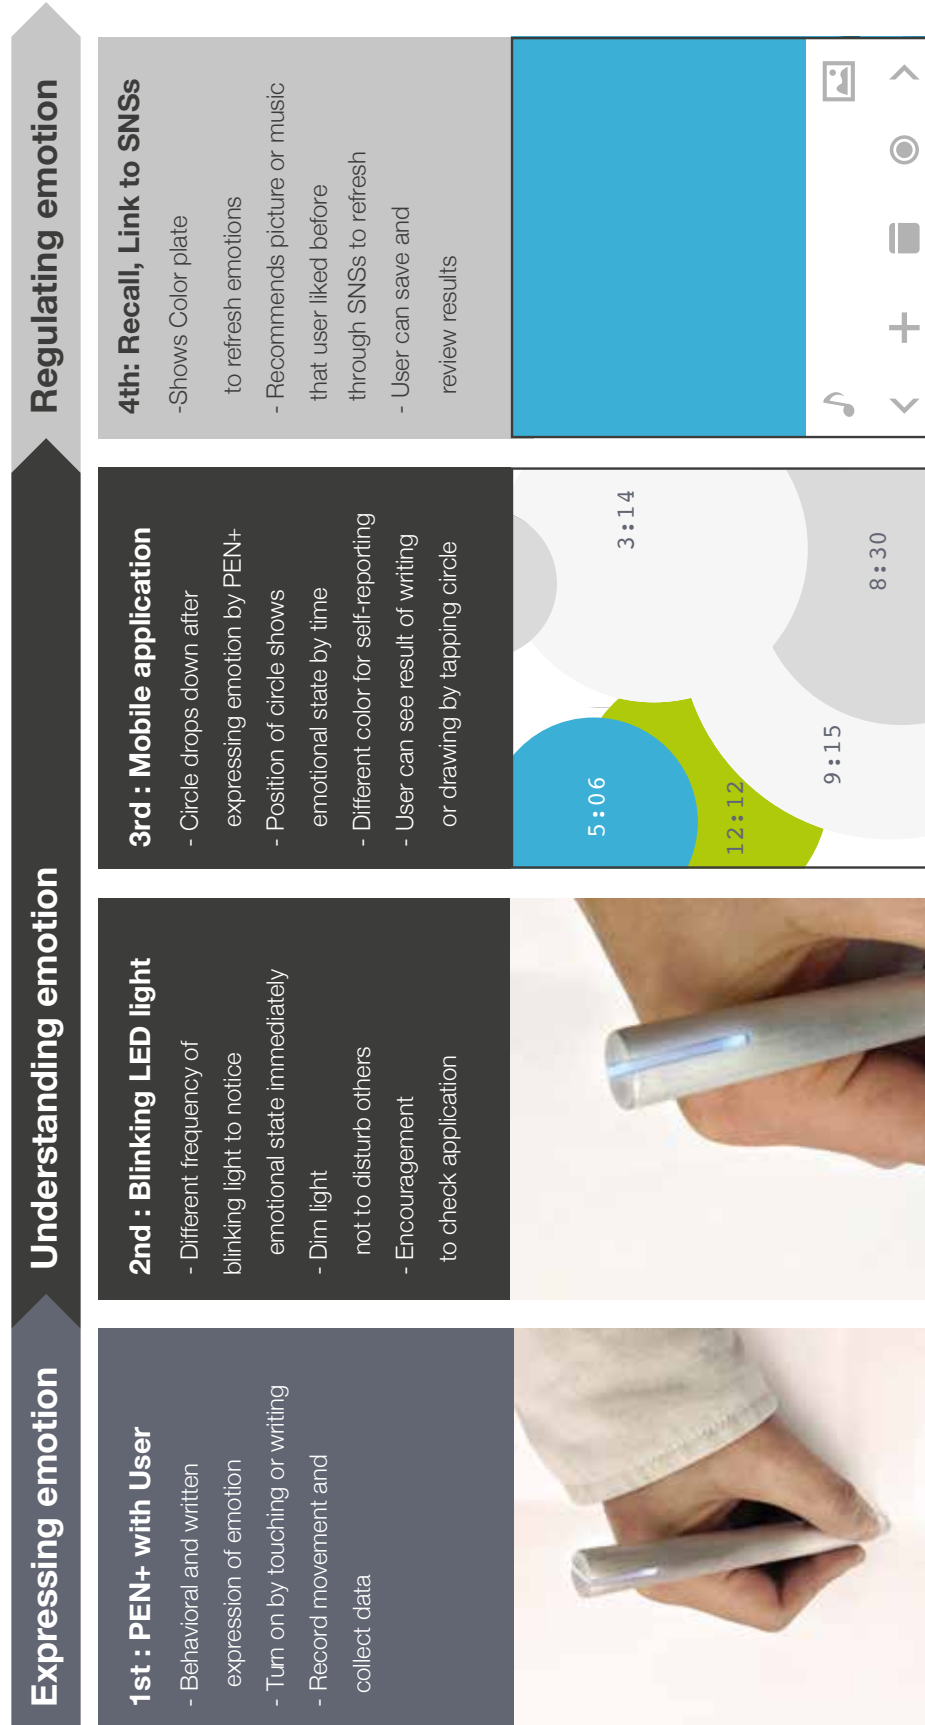 Expressing emotion
Understanding emotion
Regulating emotion
1st : PEN+ with User
- Behavioral and written
expression of emotion
- Turn on by touching or writing
- Record movement and
collect data
2nd : Blinking LED light
- Different frequency of
blinking light to notice
emotional state immediately
- Dim light
not to disturb others
- Encouragement
to check application
3rd : Mobile application
- Circle drops down after
expressing emotion by PEN+
- Position of circle shows
emotional state by time
- Different color for self-reporting
- User can see result of writing
or drawing by tapping circle
5:06
3:14
12:12
9:15
8:30
4th: Recall, Link to SNSs
-Shows Color plate
to refresh emotions
- Recommends picture or music
that user liked before
through SNSs to refresh
- User can save and
review results